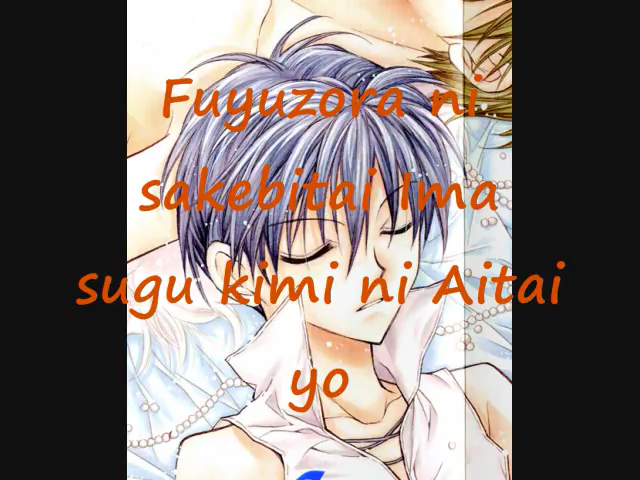 Fuyuzora ni
sakebitai Ima
sugu kimi ni Aitai
yo